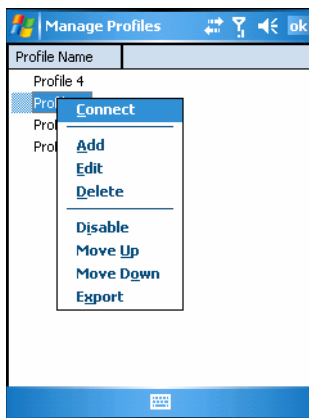 Manage Profiles ok
Profile Name
Profile 4
Connect
Add
Edit
Delete
Disable
Move Up
Move Down
Export